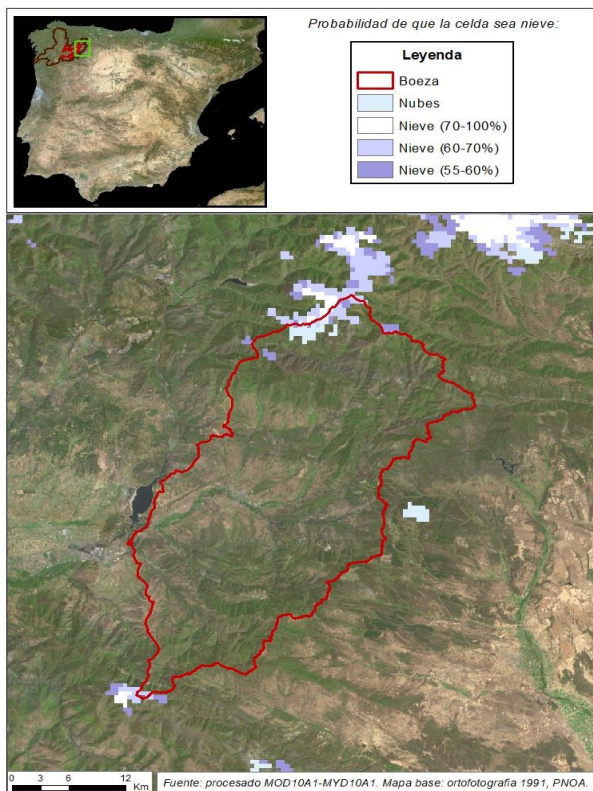 Probabilidad de que la celda sea nieve:
Leyenda
Boeza
Nubes
Nieve (70-100%)
Nieve (60-70%)
Nieve (55-60%)
0 3 6 12
Km
Fuente: procesado MOD10A1-MYD10A1. Mapa base: ortofotografía 1991, PNOA.